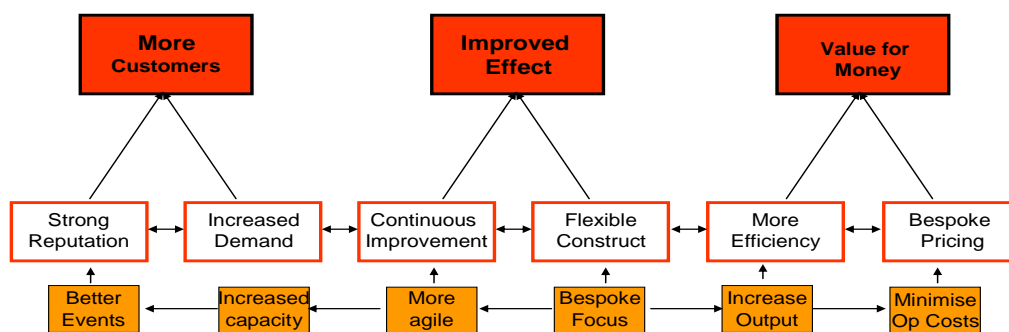 More
Customers
Improved
Effect
Value for
Money
Strong
Reputation
Increased
Demand
Continuous
Improvement
Flexible
Construct
More
Efficiency
Bespoke
Pricing
Better
Events
Increased
capacity
More
agile
Bespoke
Focus
Increase
Output
Minimise
Op Costs